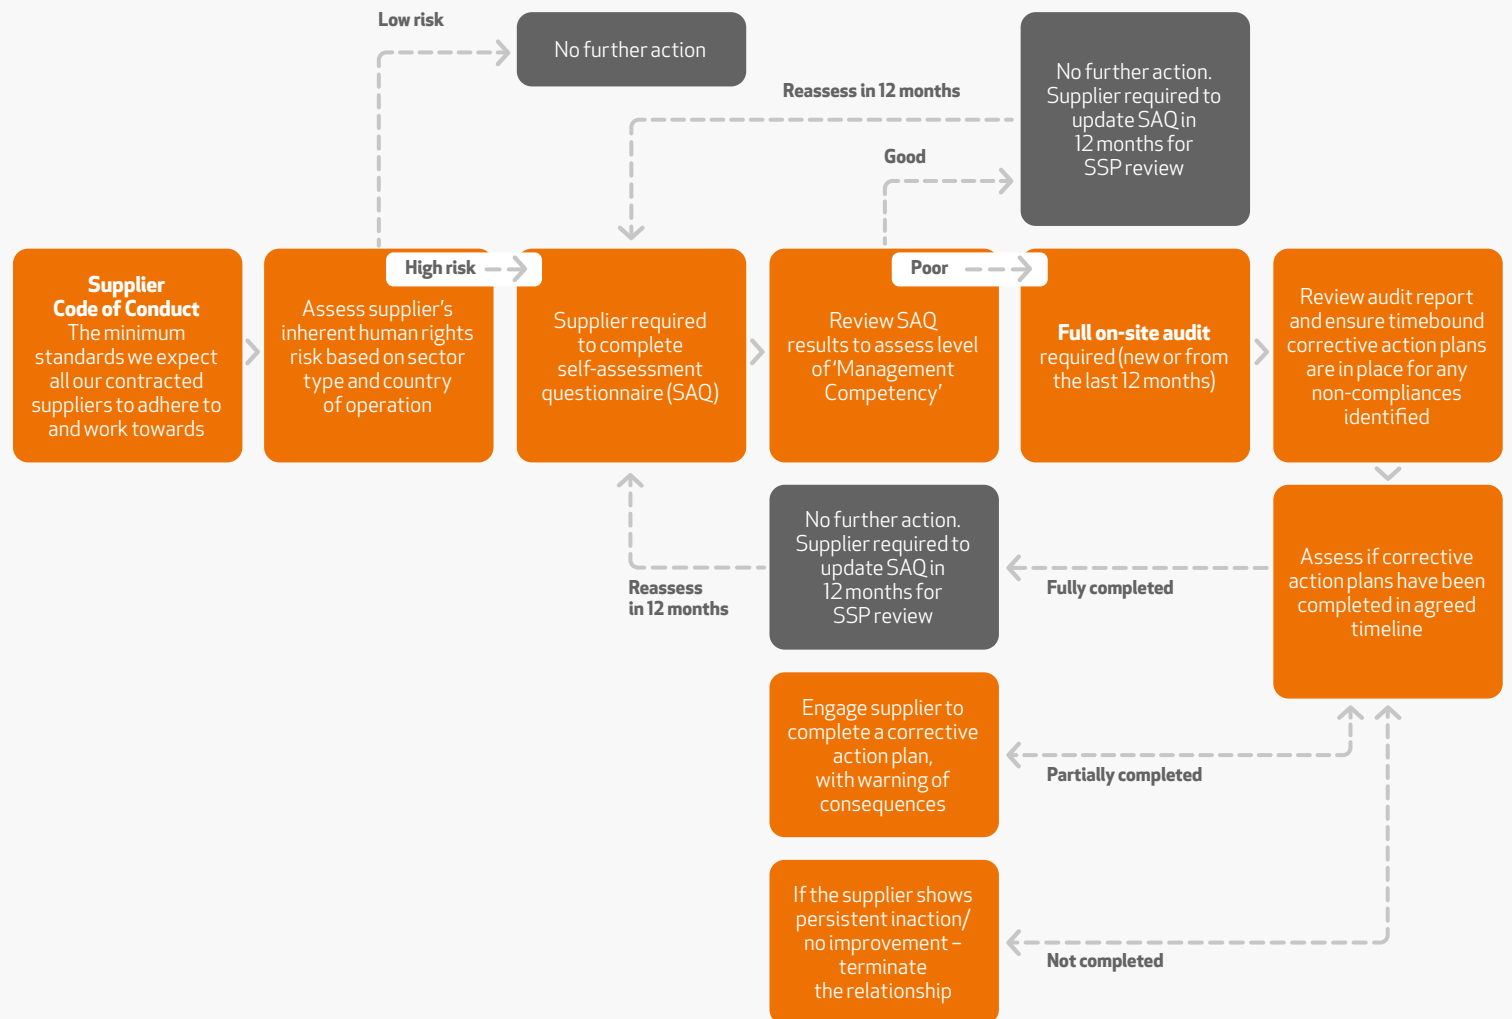 Low risk
No further action
Reassess in 12 months
No further action.
Supplier required to
update SAQ in
12 months for
SSP review
Good
Supplier
Code of Conduct
The minimum
standards we expect
all our contracted
suppliers to adhere to
and work towards
High risk
Assess supplier’s
inherent human rights
risk based on sector
type and country
of operation
Supplier required
to complete
self-assessment
questionnaire (SAQ)
Review SAQ
results to assess level
of ‘Management
Competency’
Poor
Full on-site audit
required (new or from
the last 12 months)
Review audit report
and ensure timebound
corrective action plans
are in place for any
non-compliances
identified
Assess if corrective
action plans have been
completed in agreed
timeline
Fully completed
No further action.
Supplier required to
update SAQ in
12 months for
SSP review
Reassess
in 12 months
Partially completed
Engage supplier to
complete a corrective
action plan,
with warning of
consequences
Not completed
If the supplier shows
persistent inaction/
no improvement –
terminate
the relationship